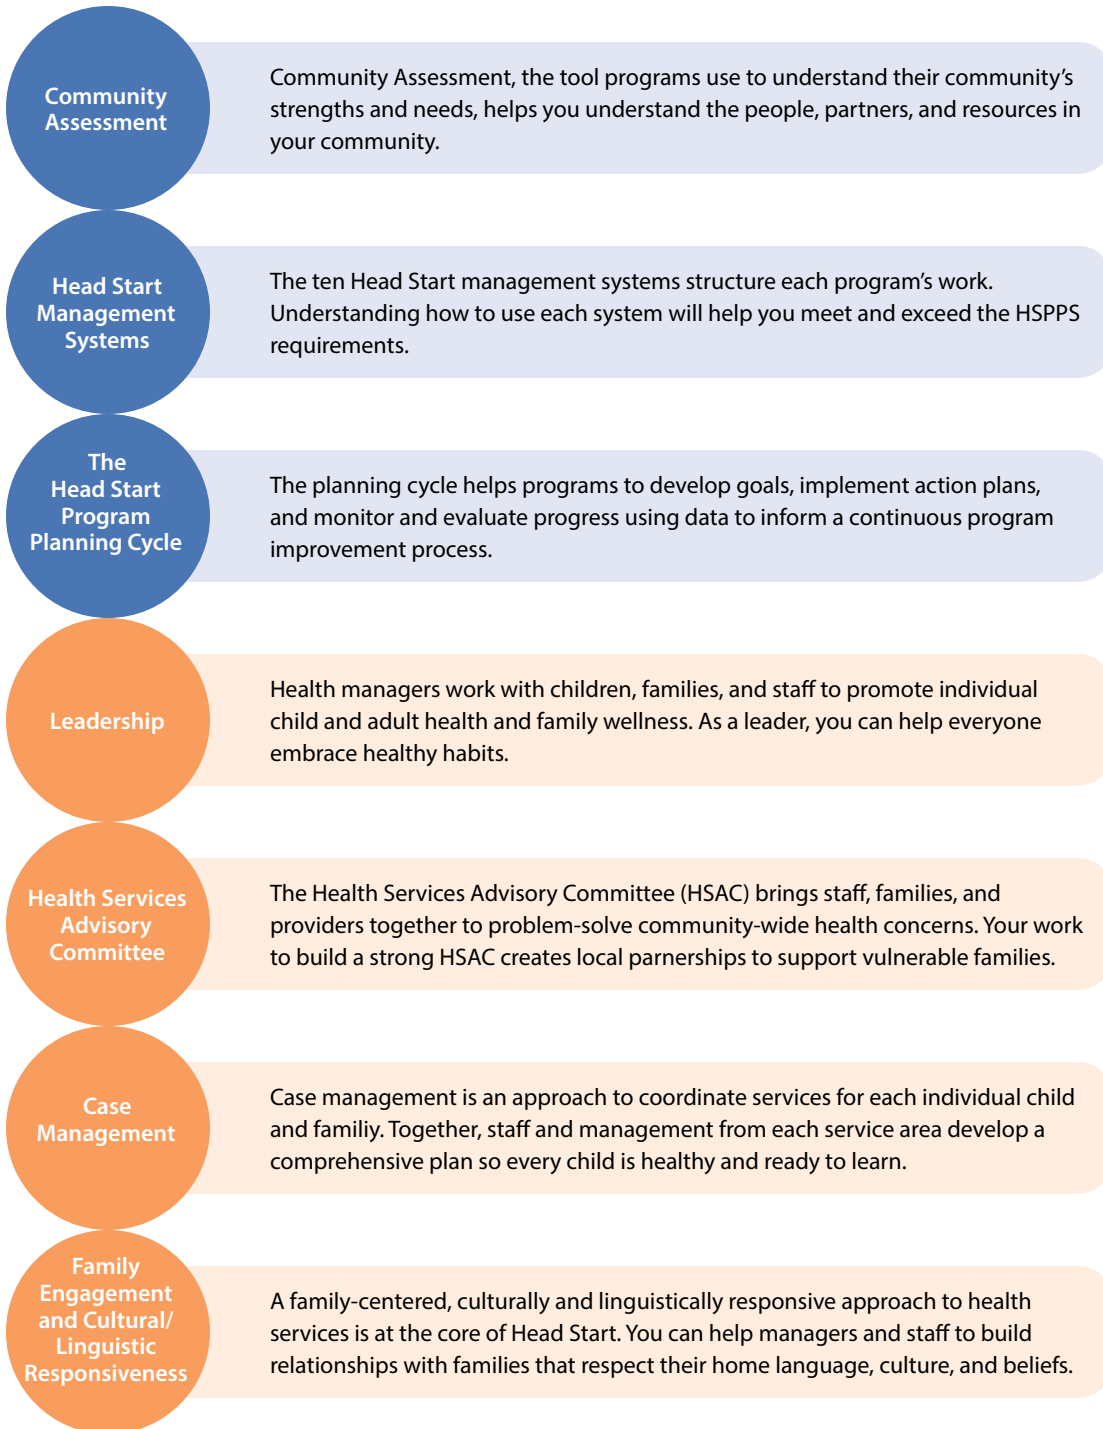 Community
Assessment
Community Assessment, the tool programs use to understand their community’s
strengths and needs, helps you understand the people, partners, and resources in
your community.
Head Start
Management
Systems
The ten Head Start management systems structure each program’s work.
Understanding how to use each system will help you meet and exceed the HSPPS
requirements.
The
Head Start
Program
Planning Cycle
The planning cycle helps programs to develop goals, implement action plans,
and monitor and evaluate progress using data to inform a continuous program
improvement process.
Leadership
Health managers work with children, families, and staff to promote individual
child and adult health and family wellness. As a leader, you can help everyone
embrace healthy habits.
Health Services
Advisory
Committee
The Health Services Advisory Committee (HSAC) brings staff, families, and
providers together to problem-solve community-wide health concerns. Your work
to build a strong HSAC creates local partnerships to support vulnerable families.
Case
Management
Case management is an approach to coordinate services for each individual child
and familiy. Together, staff and management from each service area develop a
comprehensive plan so every child is healthy and ready to learn.
Family
Engagement
and Cultural/
Linguistic
Responsiveness
A family-centered, culturally and linguistically responsive approach to health
services is at the core of Head Start. You can help managers and staff to build
relationships with families that respect their home language, culture, and beliefs.